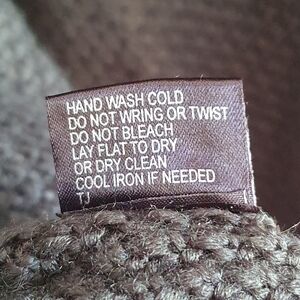 HAND WASH COLD
DO NOT WRING OR TWIST
DO NOT BLEACH
LAY FLAT TO DRY
OR DRY CLEAN
COOL IRON IF NEEDED
TJ